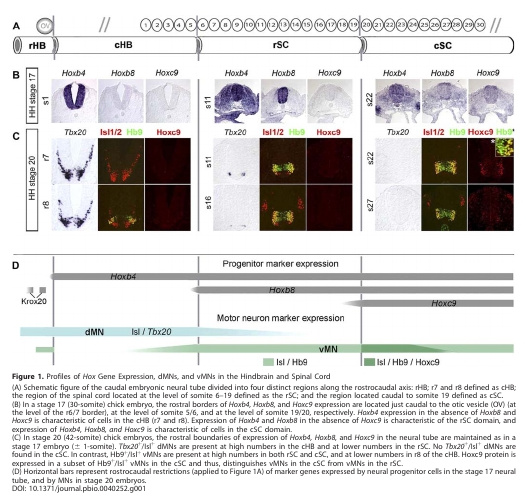 A
OV
1 2 3 4 5 6 7 8 9 10 11 12 13 14 15 16 17 18 19 20 21 22 23 24 25 26 27 28 29 30
rHB cHB rSC cSC
B
HH stage 17
Hoxb4 Hoxb8 Hoxc9 Hoxb4 Hoxb8 Hoxc9 Hoxb4 Hoxb8 Hoxc9
s1 s11 s22
C
HH stage 20
Tbx20 Isl1/2 Hb9 Hoxc9 Tbx20 Isl1/2 Hb9 Hoxc9 Tbx20 Isl1/2 Hb9 Hoxc9 Hb9
r7 s11 s22
r8 s16 s27
D
Progenitor marker expression
Hoxb4
Krox20
Hoxb8
Hoxc9
Motor neuron marker expression
dMN Isl / Tbx20
vMN
Isl / Hb9 Isl / Hb9 / Hoxc9
Figure 1. Profiles of Hox Gene Expression, dMNs, and vMNs in the Hindbrain and Spinal Cord
(A) Schematic figure of the caudal embryonic neural tube divided into four distinct regions along the rostrocaudal axis: rHB; r7 and r8 defined as cHB;
the region of the spinal cord located at the level of somite 6–19 defined as the rSC; and the region located caudal to somite 19 defined as cSC.
(B) In a stage 17 (30-somite) chick embryo, the rostral borders of Hoxb4, Hoxb8, and Hoxc9 expression are located just caudal to the otic vesicle (OV) (at
the level of the r6/7 border), at the level of somite 5/6, and at the level of somite 19/20, respectively. Hoxb4 expression in the absence of Hoxb8 and
Hoxc9 is characteristic of cells in the cHB (r7 and r8). Expression of Hoxb4 and Hoxb8 in the absence of Hoxc9 is characteristic of the rSC domain, and
expression of Hoxb4, Hoxb8, and Hoxc9 is characteristic of cells in the cSC domain.
(C) In stage 20 (42-somite) chick embryos, the rostral boundaries of expression of Hoxb4, Hoxb8, and Hoxc9 in the neural tube are maintained as in a
stage 17 embryo (± 1-somite). Tbx20⁺/Isl⁺ dMNs are present at high numbers in the cHB and at lower numbers in the rSC. No Tbx20⁺/Isl⁺ dMNs are
found in the cSC. In contrast, Hb9⁺/Isl⁺ vMNs are present at high numbers in both rSC and cSC, and at lower numbers in r8 of the cHB. Hoxc9 protein is
expressed in a subset of Hb9⁺/Isl⁺ vMNs in the cSC and thus, distinguishes vMNs in the cSC from vMNs in the rSC.
(D) Horizontal bars represent rostrocaudal restrictions (applied to Figure 1A) of marker genes expressed by neural progenitor cells in the stage 17 neural
tube, and by MNs in stage 20 embryos.
DOI: 10.1371/journal.pbio.0040252.g001